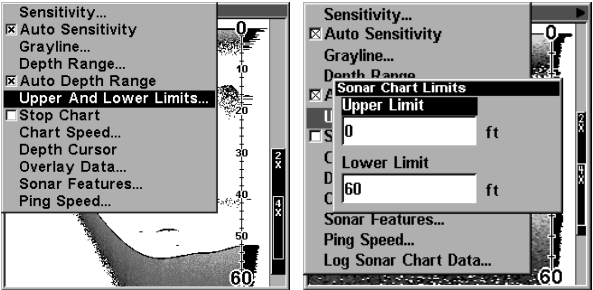 Sensitivity...
Auto Sensitivity
Grayline...
Depth Range...
Auto Depth Range
Upper And Lower Limits...
Stop Chart
Chart Speed...
Depth Cursor
Overlay Data...
Sonar Features...
Ping Speed...
0
10
20
30
40
50
60
2X
4X
Sensitivity...
Auto Sensitivity
Grayline...
Depth Range
Sonar Chart Limits
Upper Limit
0 ft
Lower Limit
60 ft
Sonar Features...
Ping Speed...
Log Sonar Chart Data...
0
60
2X
4X